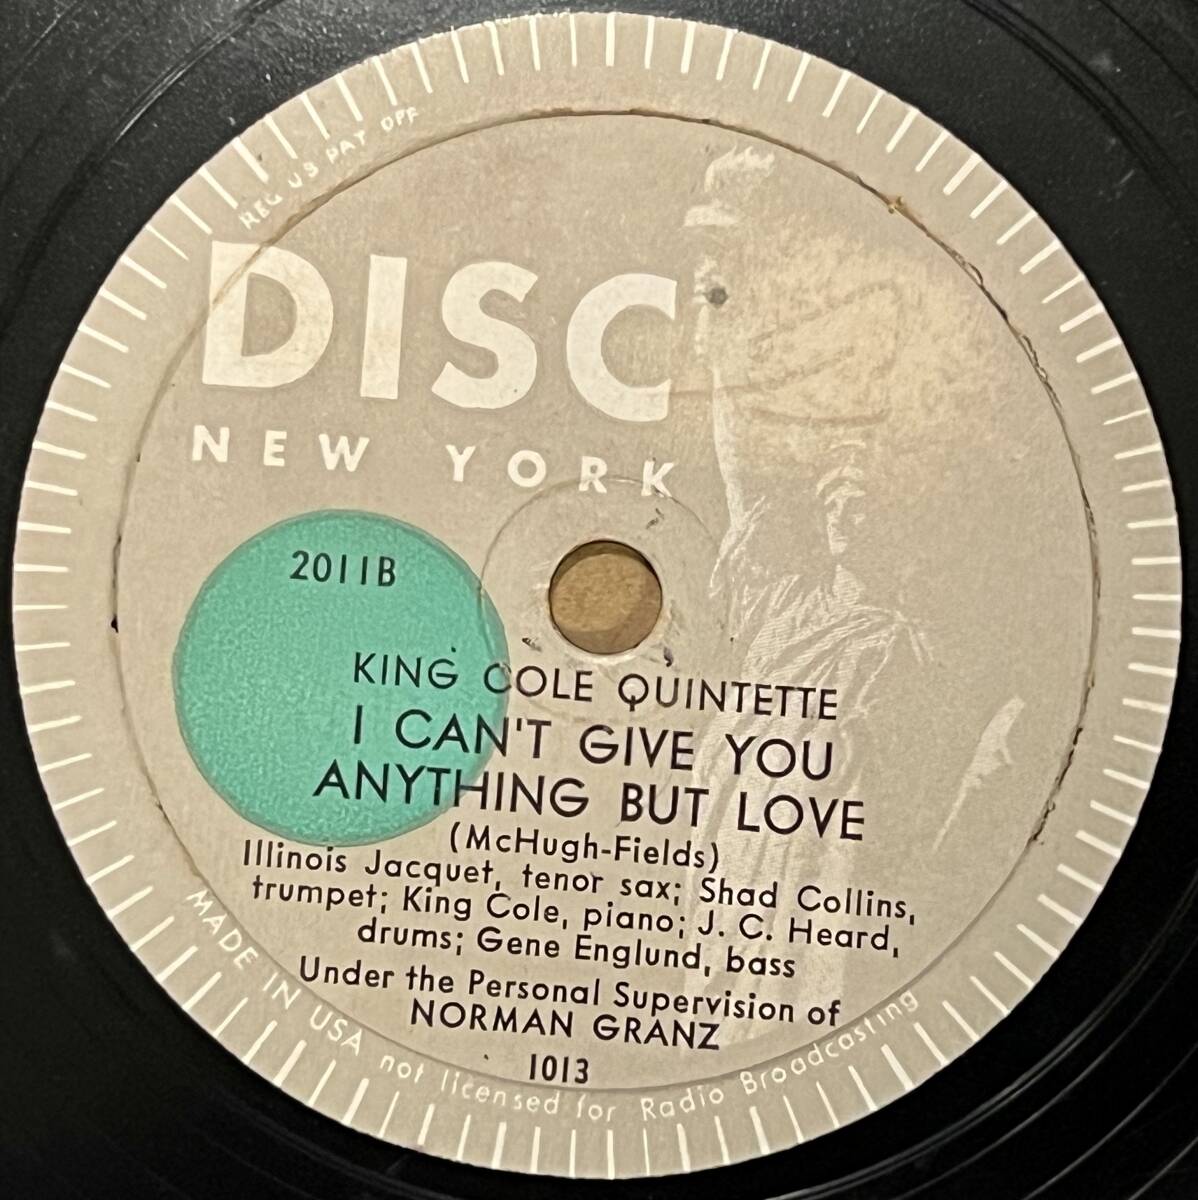 REG US PAT OFF
DISC
NEW YORK
2011B
KING COLE QUINTETTE
I CAN'T GIVE YOU
ANYTHING BUT LOVE
(McHugh-Fields)
Illinois Jacquet, tenor sax; Shad Collins,
trumpet; King Cole, piano; J. C. Heard,
drums; Gene Englund, bass
Under the Personal Supervision of
NORMAN GRANZ
1013
MADE IN USA not licensed for Radio Broadcasting